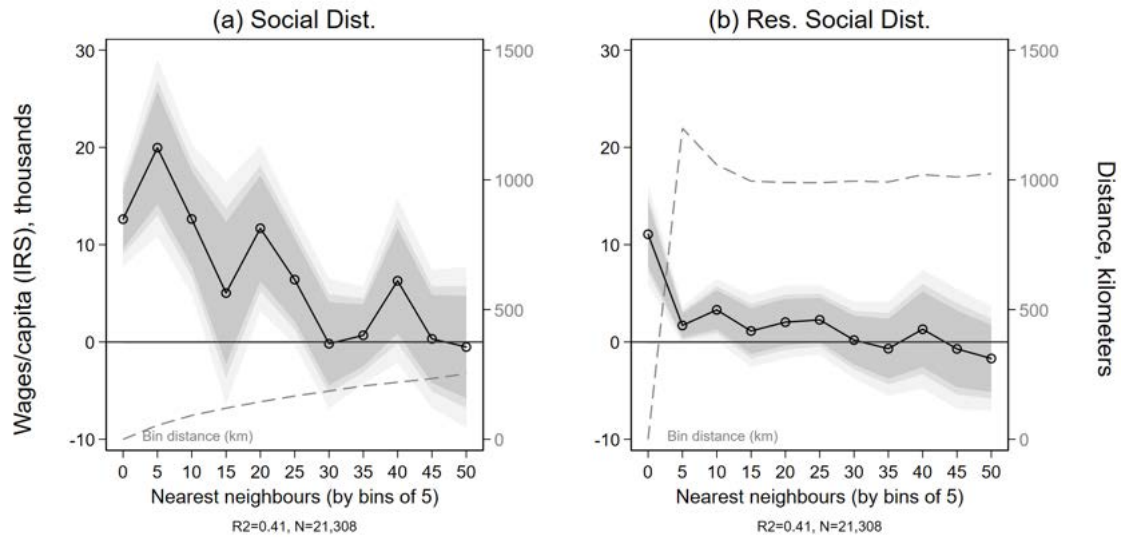 (a) Social Dist.
(b) Res. Social Dist.
Wages/capita (IRS), thousands
30
20
10
0
-10
1500
1000
500
0
Bin distance (km)
0 5 10 15 20 25 30 35 40 45 50
Nearest neighbours (by bins of 5)
R2=0.41, N=21,308
30
20
10
0
-10
1500
1000
500
0
Bin distance (km)
0 5 10 15 20 25 30 35 40 45 50
Nearest neighbours (by bins of 5)
R2=0.41, N=21,308
Distance, kilometers